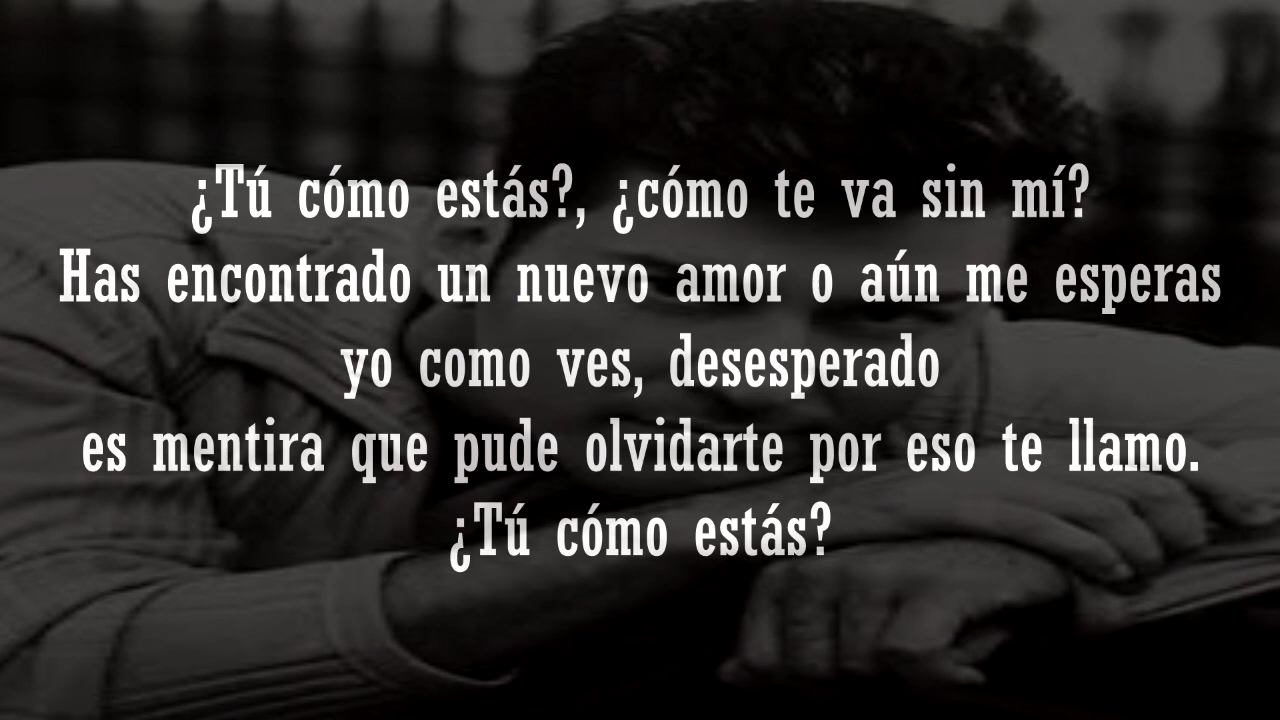 ¿Tú cómo estás?, ¿cómo te va sin mí?
Has encontrado un nuevo amor o aún me esperas
yo como ves, desesperado
es mentira que pude olvidarte por eso te llamo.
¿Tú cómo estás?